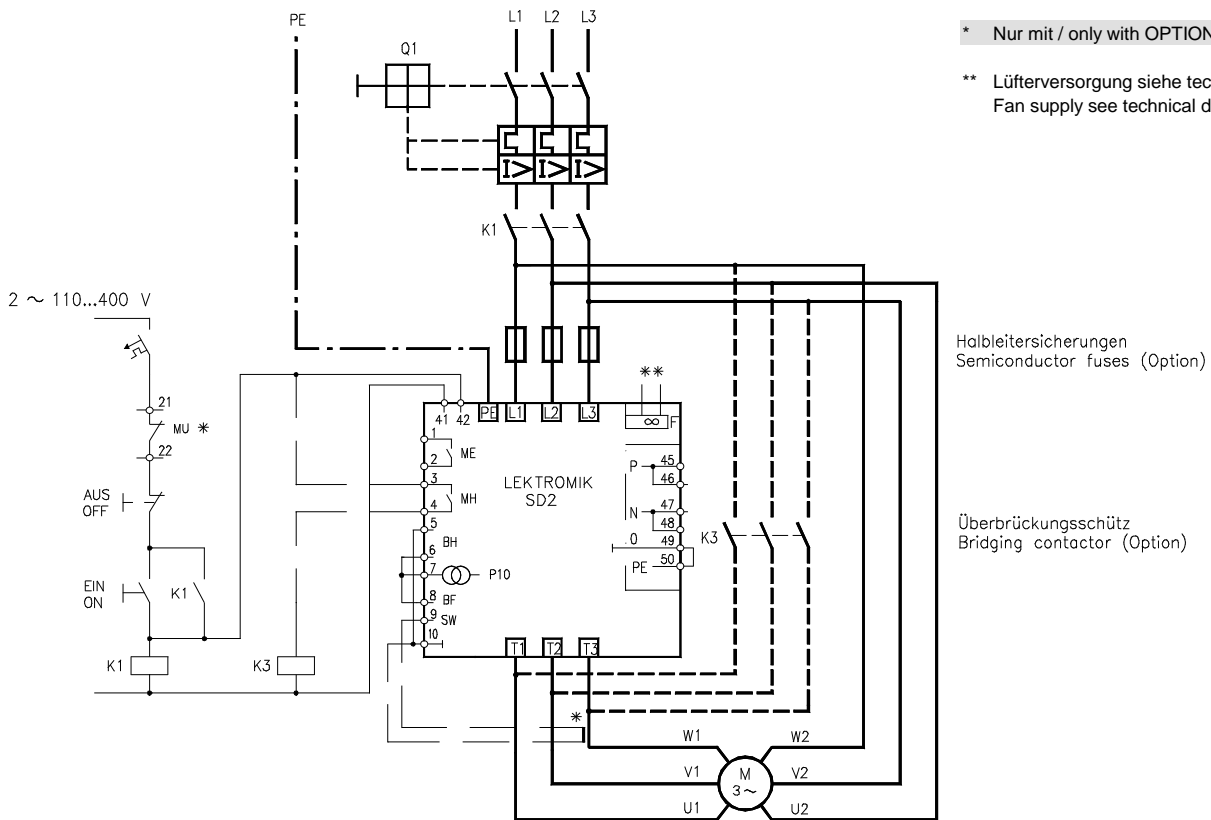 PE
L1 L2 L3
* Nur mit / only with OPTION
Q1
** Lüfterversorgung siehe tec
Fan supply see technical d
I> I> I>
K1
2 ~ 110...400 V
Halbleitersicherungen
Semiconductor fuses (Option)
**
21
MU *
22
41 42 PE L1 L2 L3
∞ F
1
ME
2
3
MH
4
5
BH
6
7
P10
8
BF
9
SW
10
LEKTROMIK
SD2
P 45
46
N 47
48
0 49
PE 50
AUS
OFF
K3
Überbrückungsschütz
Bridging contactor (Option)
EIN
ON
K1
K1
K3
T1 T2 T3
*
W1 W2
V1 M V2
3~
U1 U2